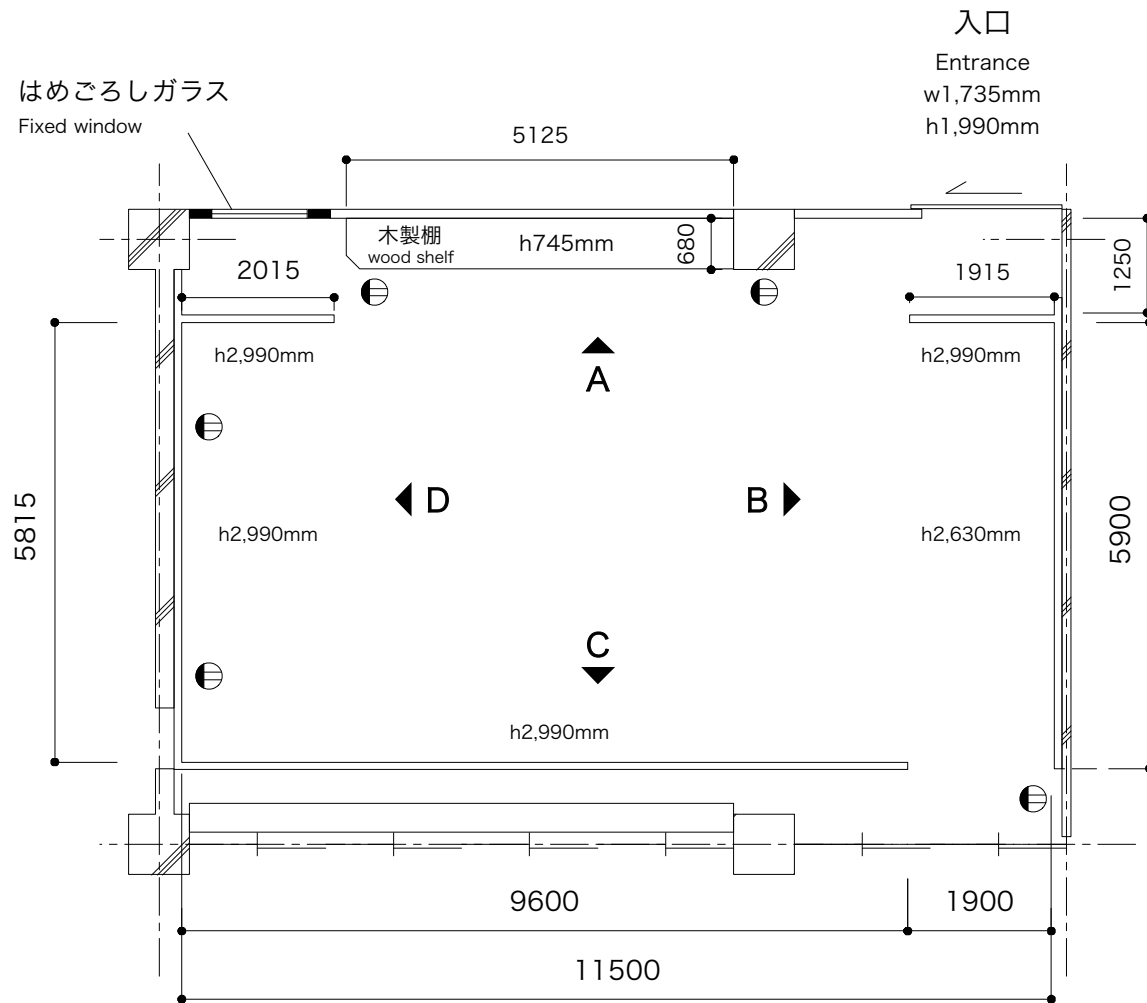 入口
Entrance
w1,735mm
h1,990mm
はめごろしガラス
Fixed window
5125
木製棚
wood shelf
h745mm
680
2015
1915
1250
h2,990mm
h2,990mm
A
D
B
5815
h2,990mm
h2,630mm
5900
C
h2,990mm
9600
1900
11500